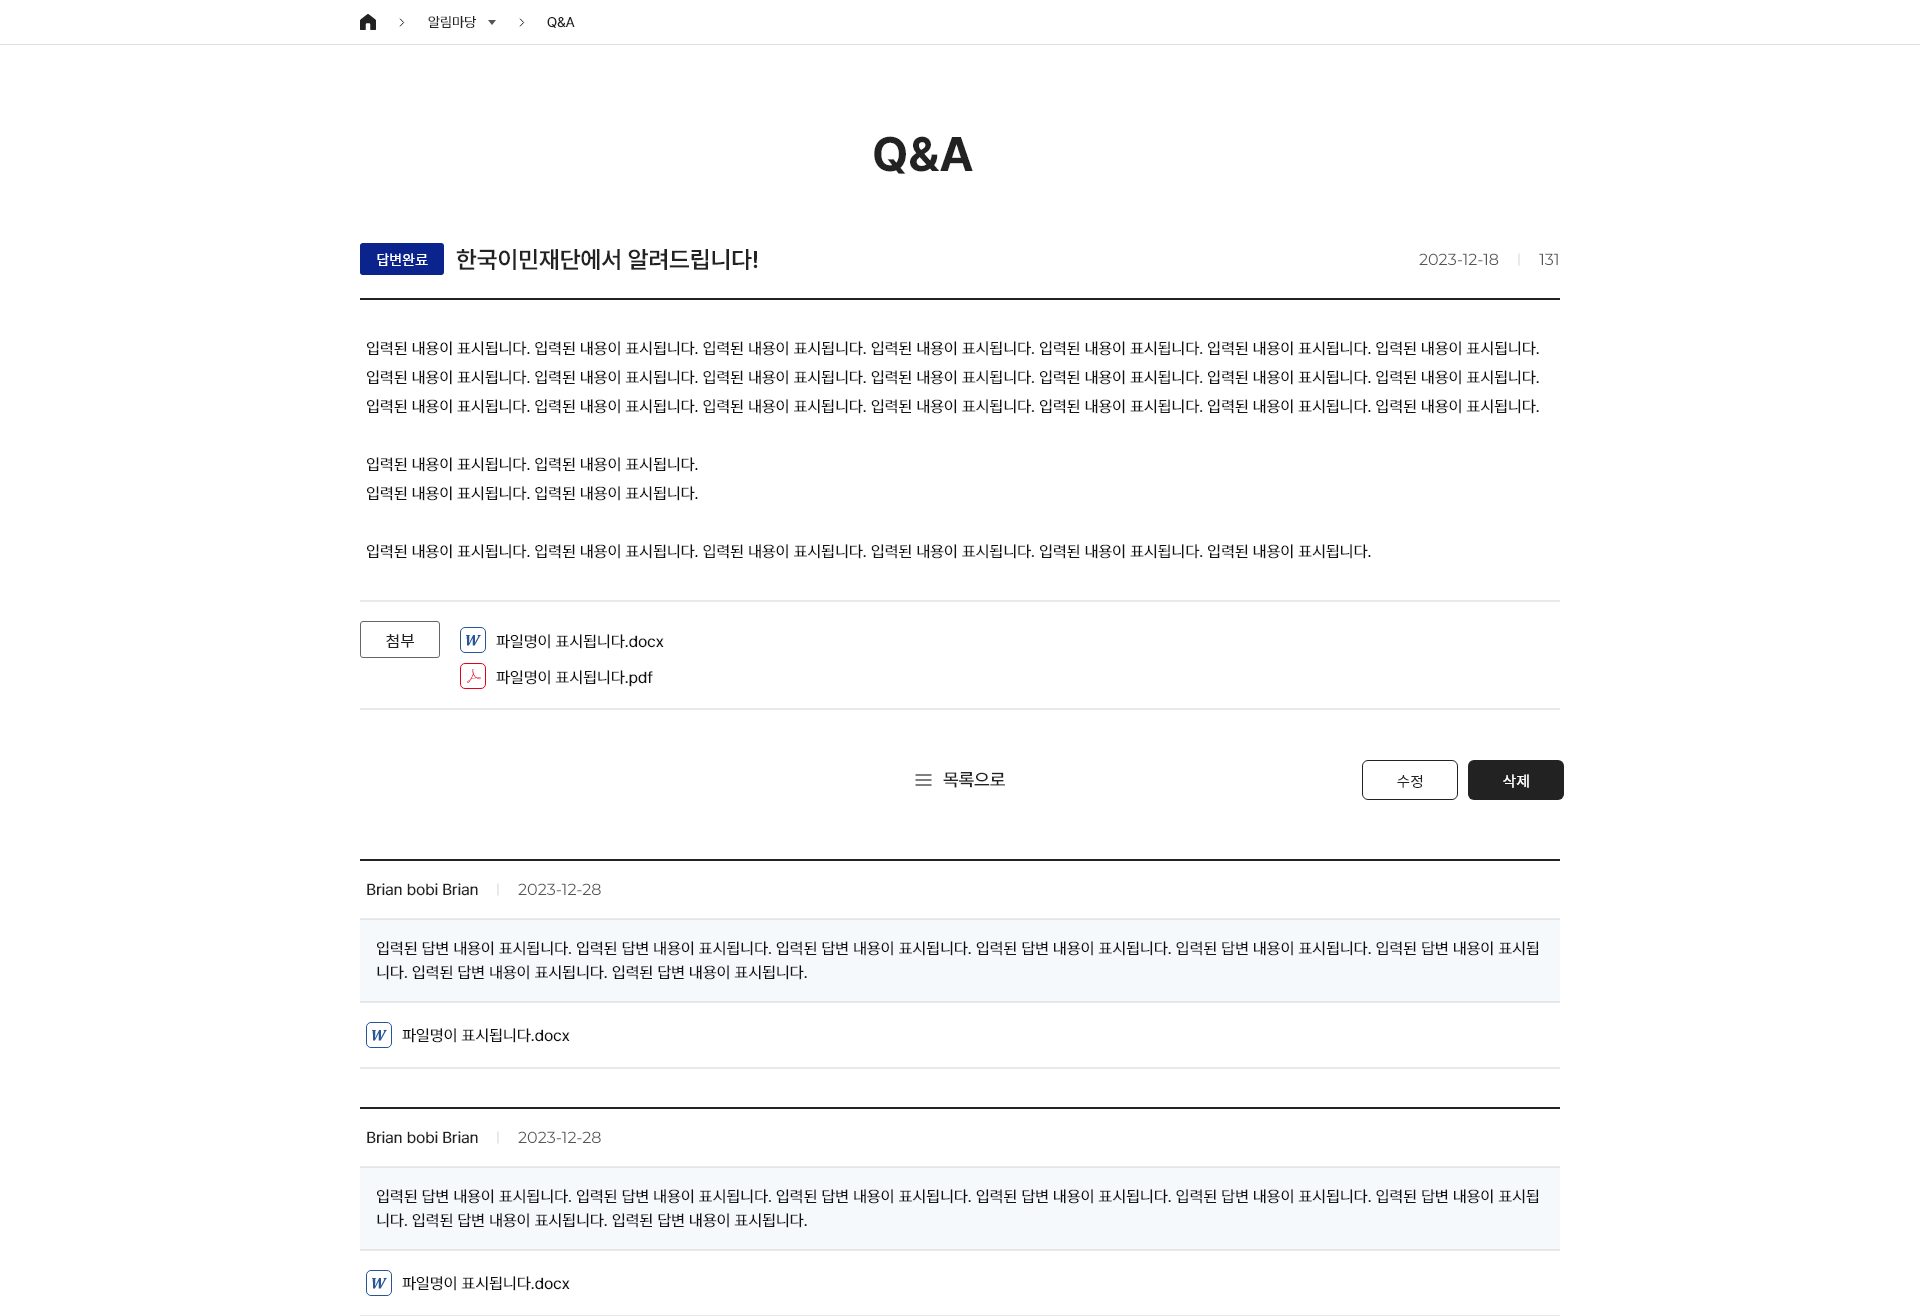 알림마당 Q&A
Q&A
답변완료 한국이민재단에서 알려드립니다! 2023-12-18 131
입력된 내용이 표시됩니다. 입력된 내용이 표시됩니다. 입력된 내용이 표시됩니다. 입력된 내용이 표시됩니다. 입력된 내용이 표시됩니다. 입력된 내용이 표시됩니다. 입력된 내용이 표시됩니다.
입력된 내용이 표시됩니다. 입력된 내용이 표시됩니다. 입력된 내용이 표시됩니다. 입력된 내용이 표시됩니다. 입력된 내용이 표시됩니다. 입력된 내용이 표시됩니다. 입력된 내용이 표시됩니다.
입력된 내용이 표시됩니다. 입력된 내용이 표시됩니다. 입력된 내용이 표시됩니다. 입력된 내용이 표시됩니다. 입력된 내용이 표시됩니다. 입력된 내용이 표시됩니다. 입력된 내용이 표시됩니다.
입력된 내용이 표시됩니다. 입력된 내용이 표시됩니다.
입력된 내용이 표시됩니다. 입력된 내용이 표시됩니다.
입력된 내용이 표시됩니다. 입력된 내용이 표시됩니다. 입력된 내용이 표시됩니다. 입력된 내용이 표시됩니다. 입력된 내용이 표시됩니다. 입력된 내용이 표시됩니다.
첨부 W 파일명이 표시됩니다.docx
파일명이 표시됩니다.pdf
목록으로 수정 삭제
Brian bobi Brian 2023-12-28
입력된 답변 내용이 표시됩니다. 입력된 답변 내용이 표시됩니다. 입력된 답변 내용이 표시됩니다. 입력된 답변 내용이 표시됩니다. 입력된 답변 내용이 표시됩니다. 입력된 답변 내용이 표시됩
니다. 입력된 답변 내용이 표시됩니다. 입력된 답변 내용이 표시됩니다.
W 파일명이 표시됩니다.docx
Brian bobi Brian 2023-12-28
입력된 답변 내용이 표시됩니다. 입력된 답변 내용이 표시됩니다. 입력된 답변 내용이 표시됩니다. 입력된 답변 내용이 표시됩니다. 입력된 답변 내용이 표시됩니다. 입력된 답변 내용이 표시됩
니다. 입력된 답변 내용이 표시됩니다. 입력된 답변 내용이 표시됩니다.
W 파일명이 표시됩니다.docx